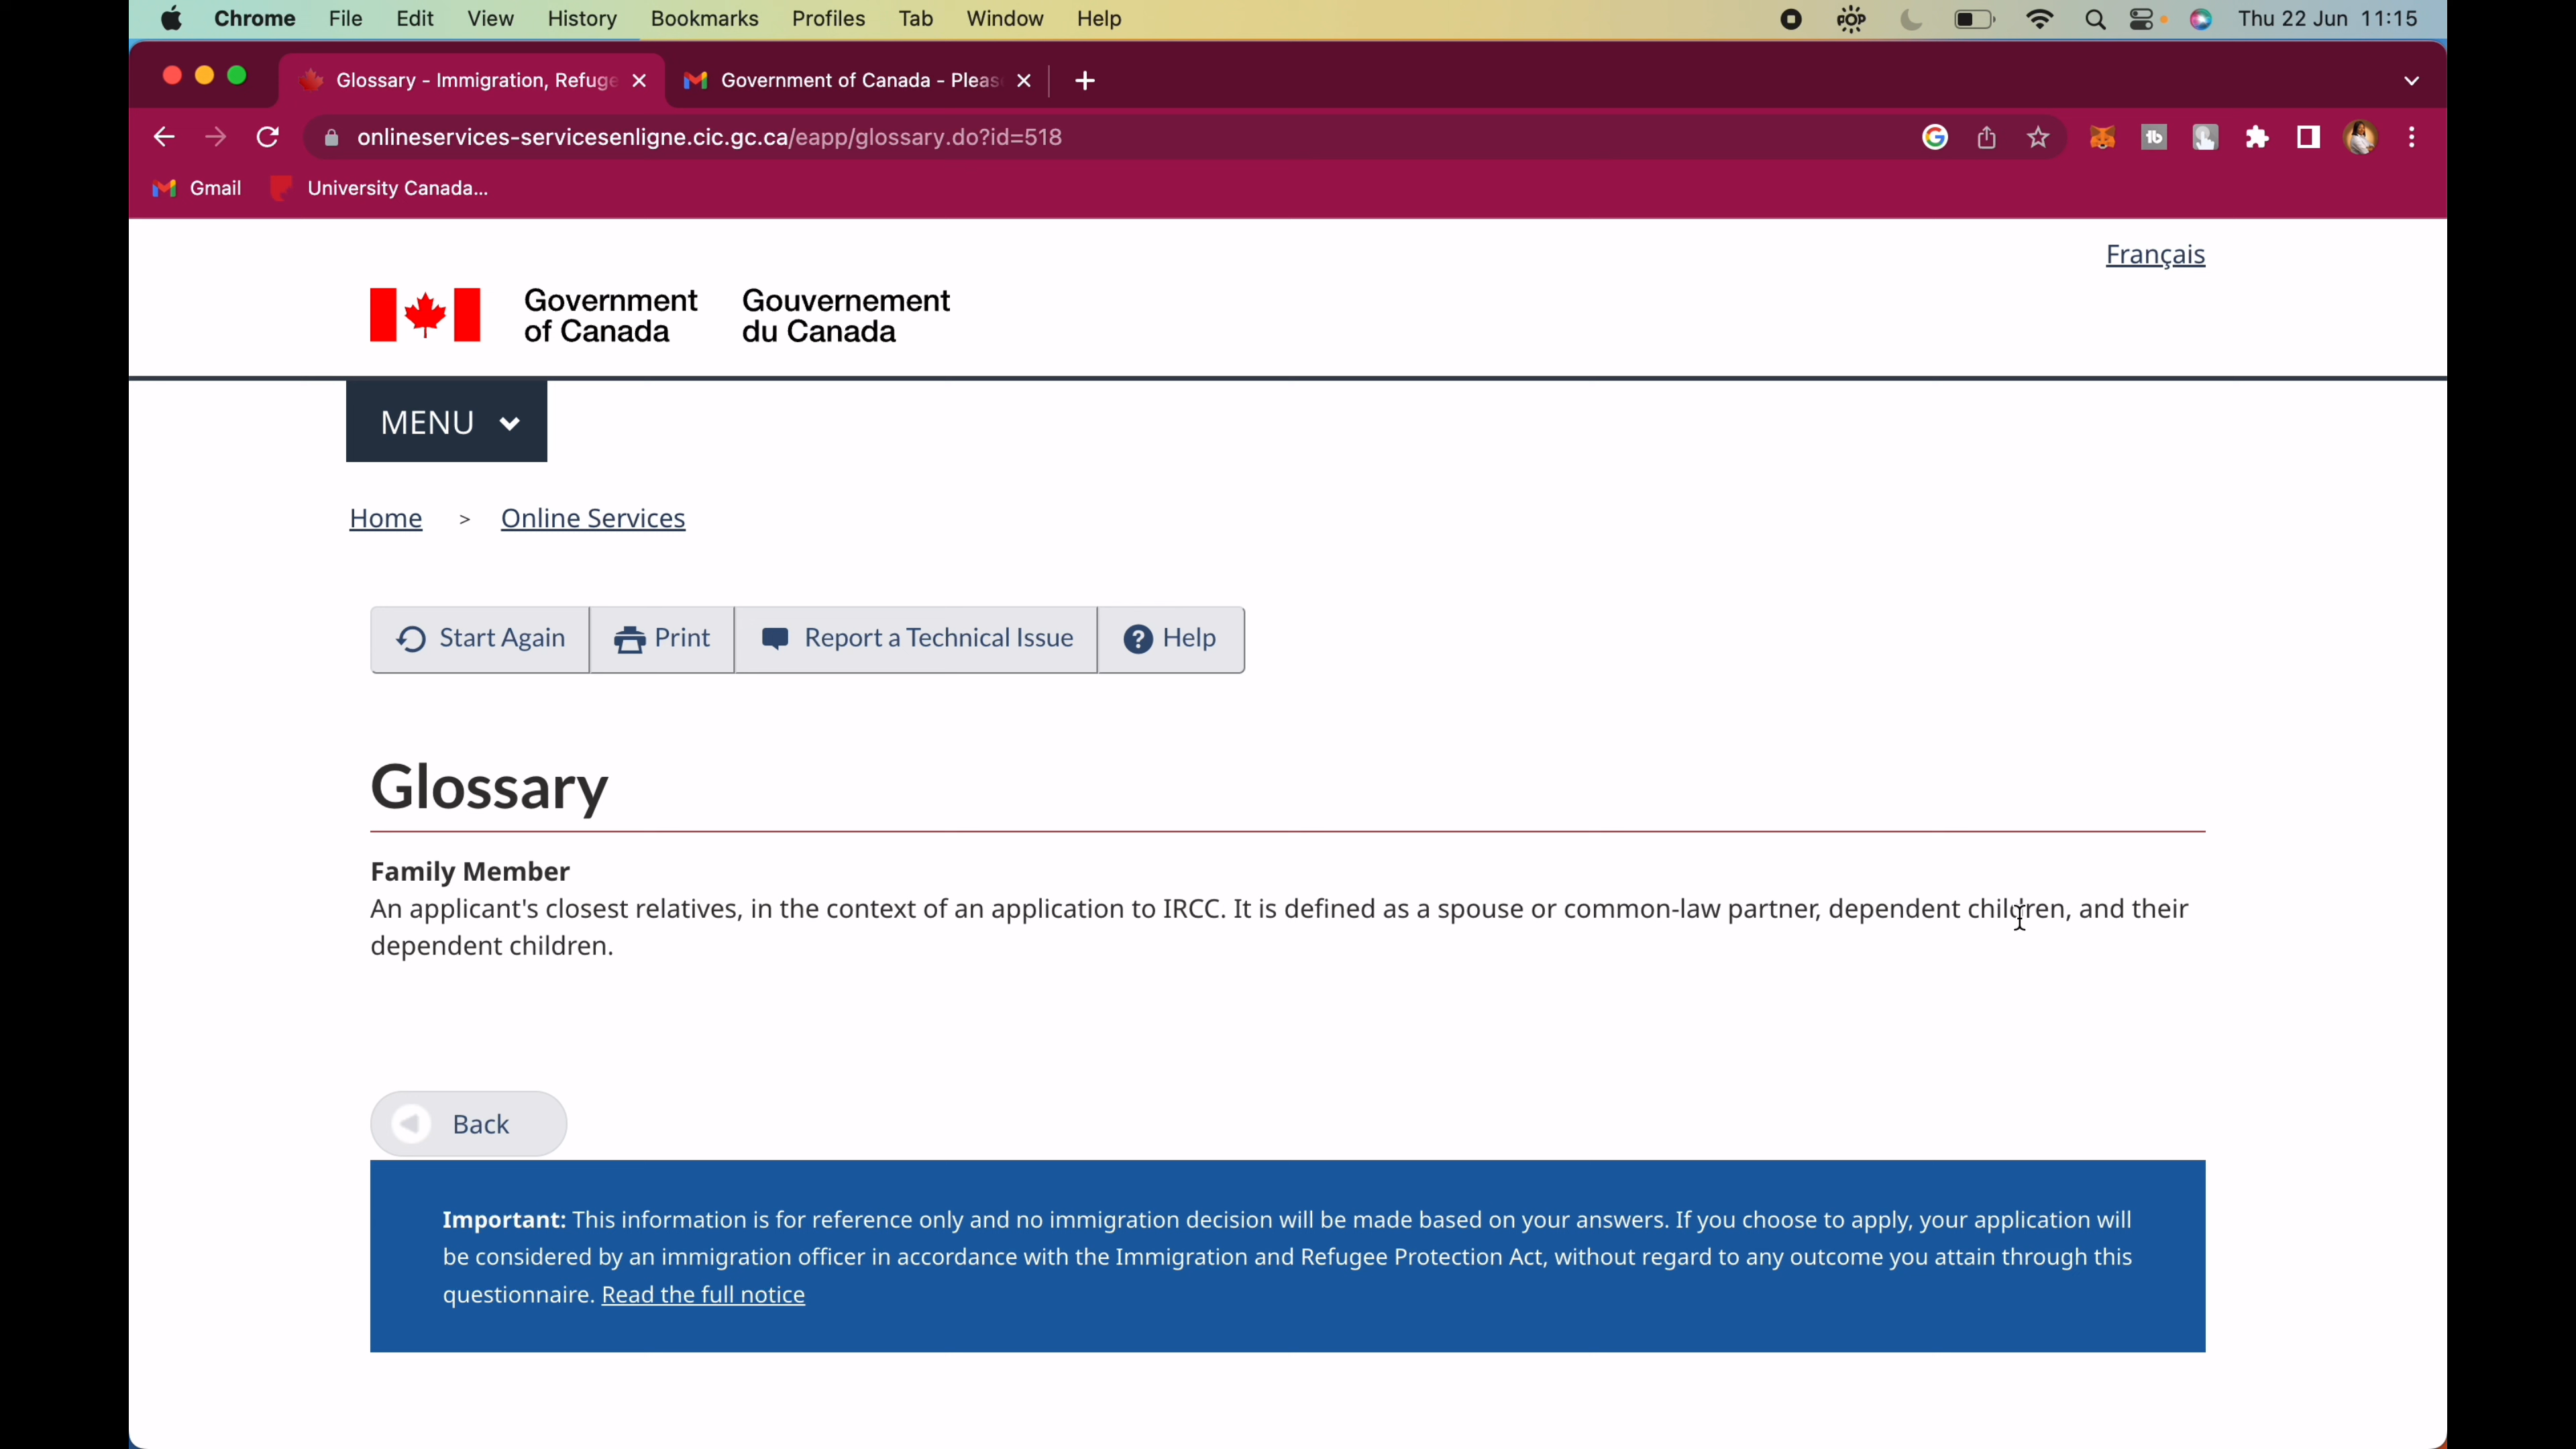 Chrome File Edit View History Bookmarks Profiles Tab Window Help POP Thu 22 Jun 11:15
Glossary - Immigration, Refuge Government of Canada - Pleas
onlineservices-servicesenligne.cic.gc.ca/eapp/glossary.do?id=518
Gmail University Canada...
Français
Government of Canada Gouvernement du Canada
MENU
Home > Online Services
Start Again Print Report a Technical Issue Help
Glossary
Family Member
An applicant's closest relatives, in the context of an application to IRCC. It is defined as a spouse or common-law partner, dependent children, and their
dependent children.
Back
Important: This information is for reference only and no immigration decision will be made based on your answers. If you choose to apply, your application will
be considered by an immigration officer in accordance with the Immigration and Refugee Protection Act, without regard to any outcome you attain through this
questionnaire. Read the full notice